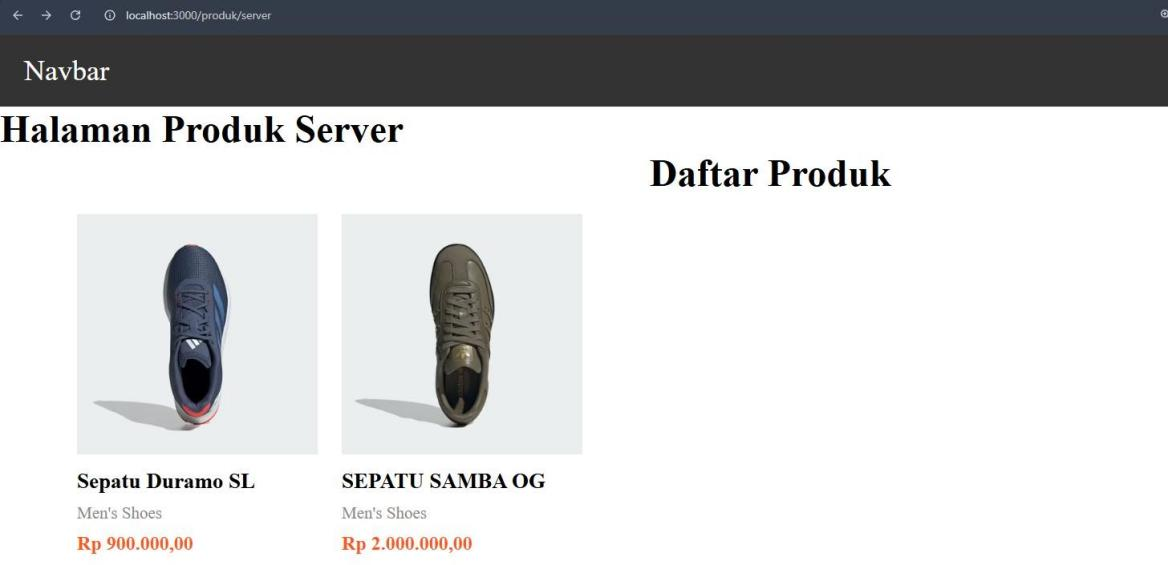 localhost:3000/produk/server
Navbar
Halaman Produk Server
Daftar Produk
Sepatu Duramo SL
Men's Shoes
Rp 900.000,00
SEPATU SAMBA OG
Men's Shoes
Rp 2.000.000,00